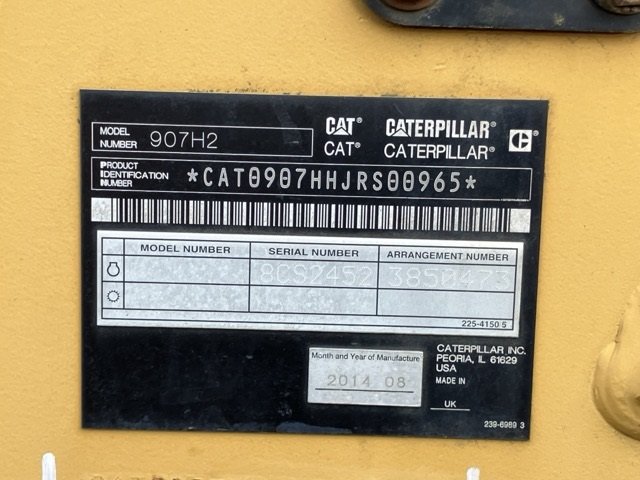 MODEL NUMBER 907H2
CAT CATERPILLAR
CAT® CATERPILLAR®
PRODUCT IDENTIFICATION NUMBER *CAT0907HHJRS00965*
MODEL NUMBER SERIAL NUMBER ARRANGEMENT NUMBER
8CS2452 3850473
225-4150 5
Month and Year of Manufacture
2014 08
CATERPILLAR INC.
PEORIA, IL 61629
USA
MADE IN
UK
239-6989 3